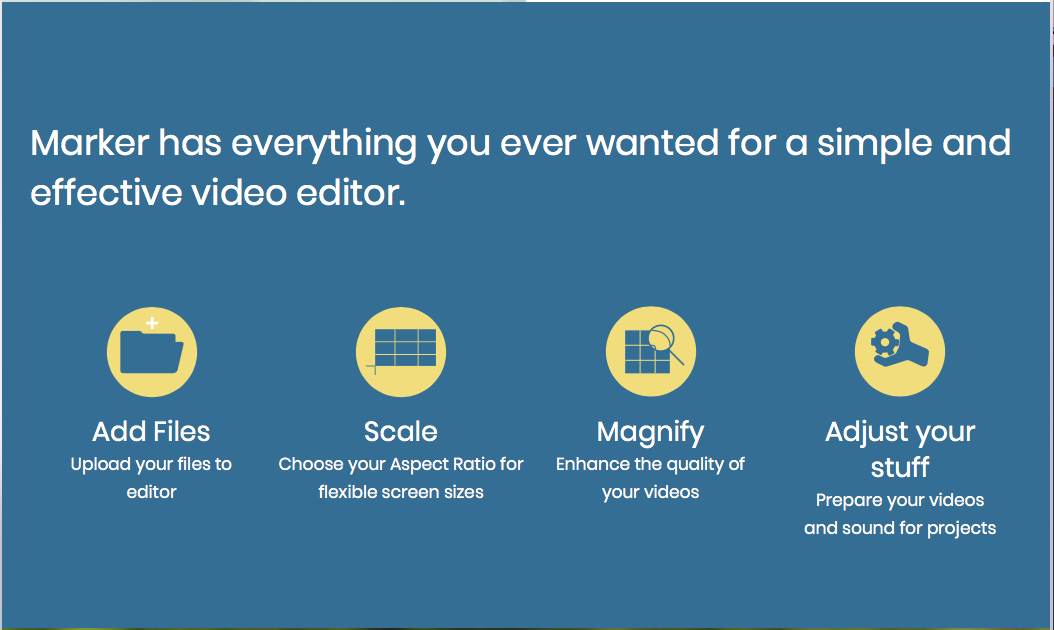 Marker has everything you ever wanted for a simple and
effective video editor.
Add Files
Upload your files to
editor
Scale
Choose your Aspect Ratio for
flexible screen sizes
Magnify
Enhance the quality of
your videos
Adjust your
stuff
Prepare your videos
and sound for projects